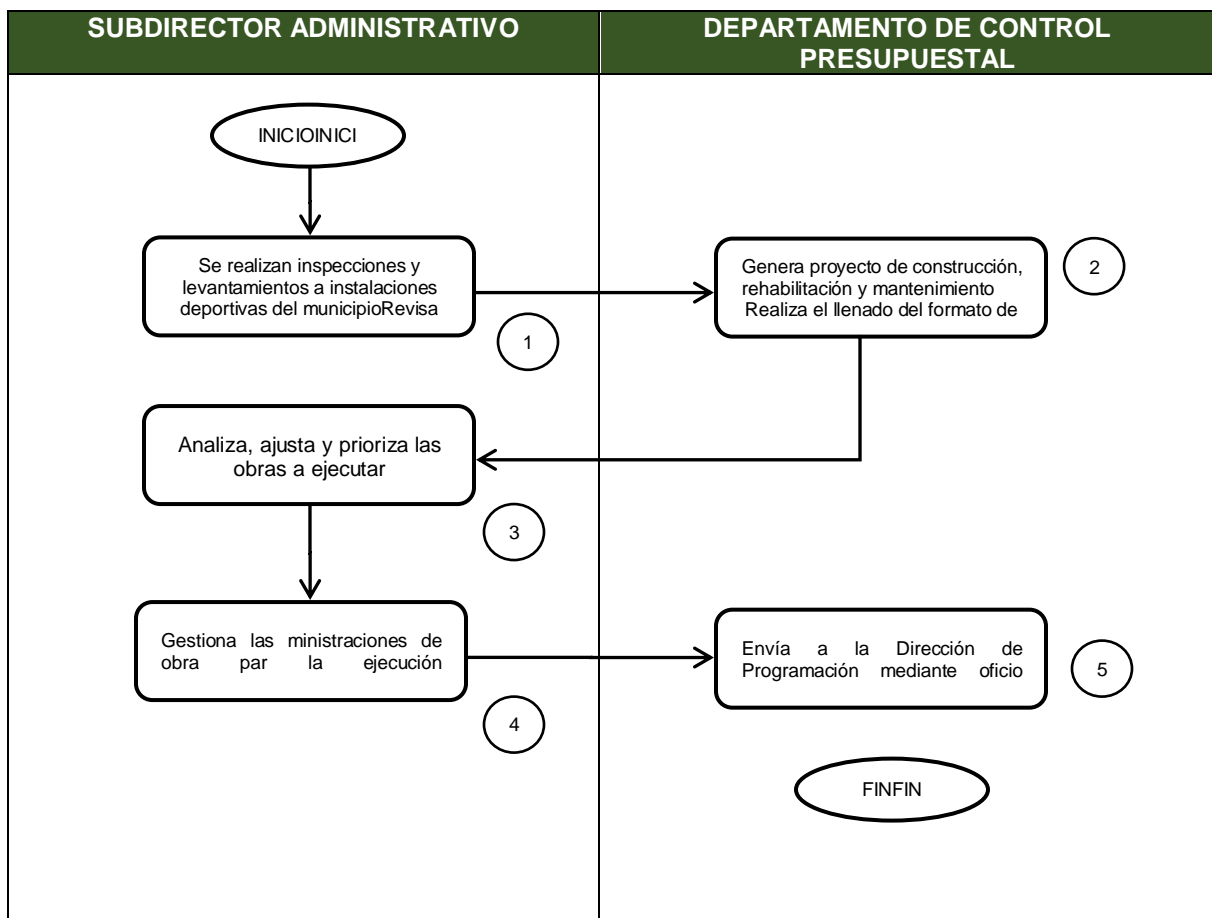 SUBDIRECTOR ADMINISTRATIVO
DEPARTAMENTO DE CONTROL
PRESUPUESTAL
INICIOINICI
Se realizan inspecciones y
levantamientos a instalaciones
deportivas del municipioRevisa
1
Genera proyecto de construcción,
rehabilitación y mantenimiento
Realiza el llenado del formato de
2
Analiza, ajusta y prioriza las
obras a ejecutar
3
Gestiona las ministraciones de
obra par la ejecución
4
Envía a la Dirección de
Programación mediante oficio
5
FINFIN